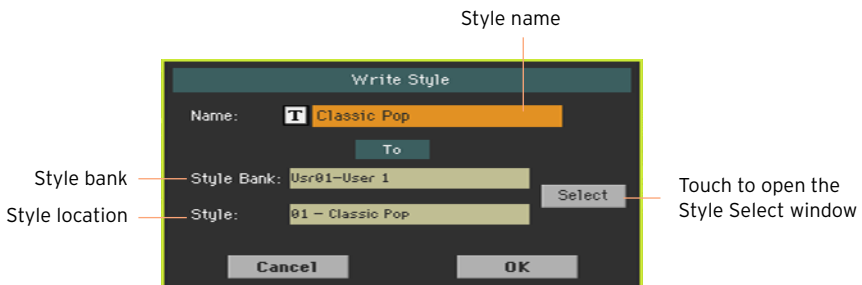 Style name
Write Style
Name: T Classic Pop
To
Style bank
Style Bank: Usr01-User 1
Select
Touch to open the
Style Select window
Style location
Style: 01 - Classic Pop
Cancel OK